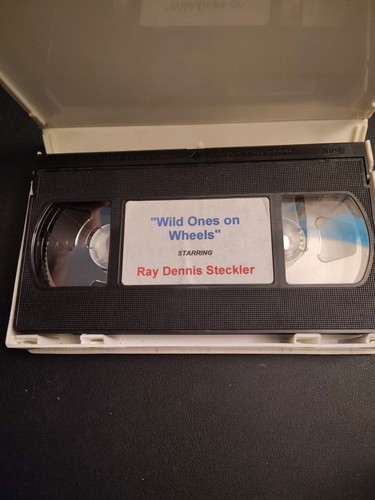 "Wild Ones on
Wheels"
STARRING
Ray Dennis Steckler